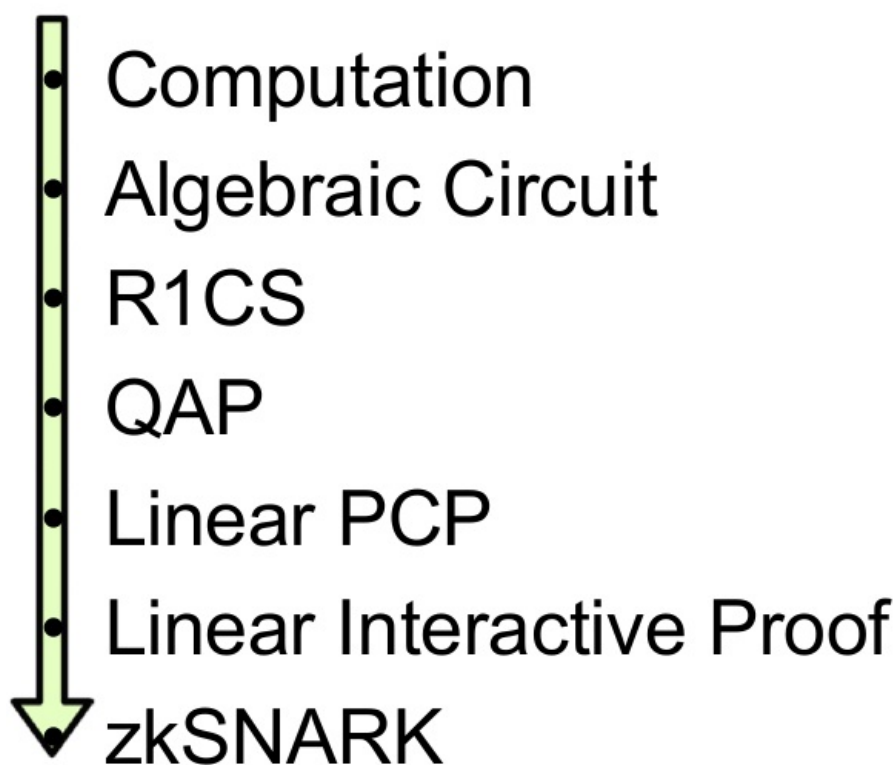 Computation
Algebraic Circuit
R1CS
QAP
Linear PCP
Linear Interactive Proof
zkSNARK